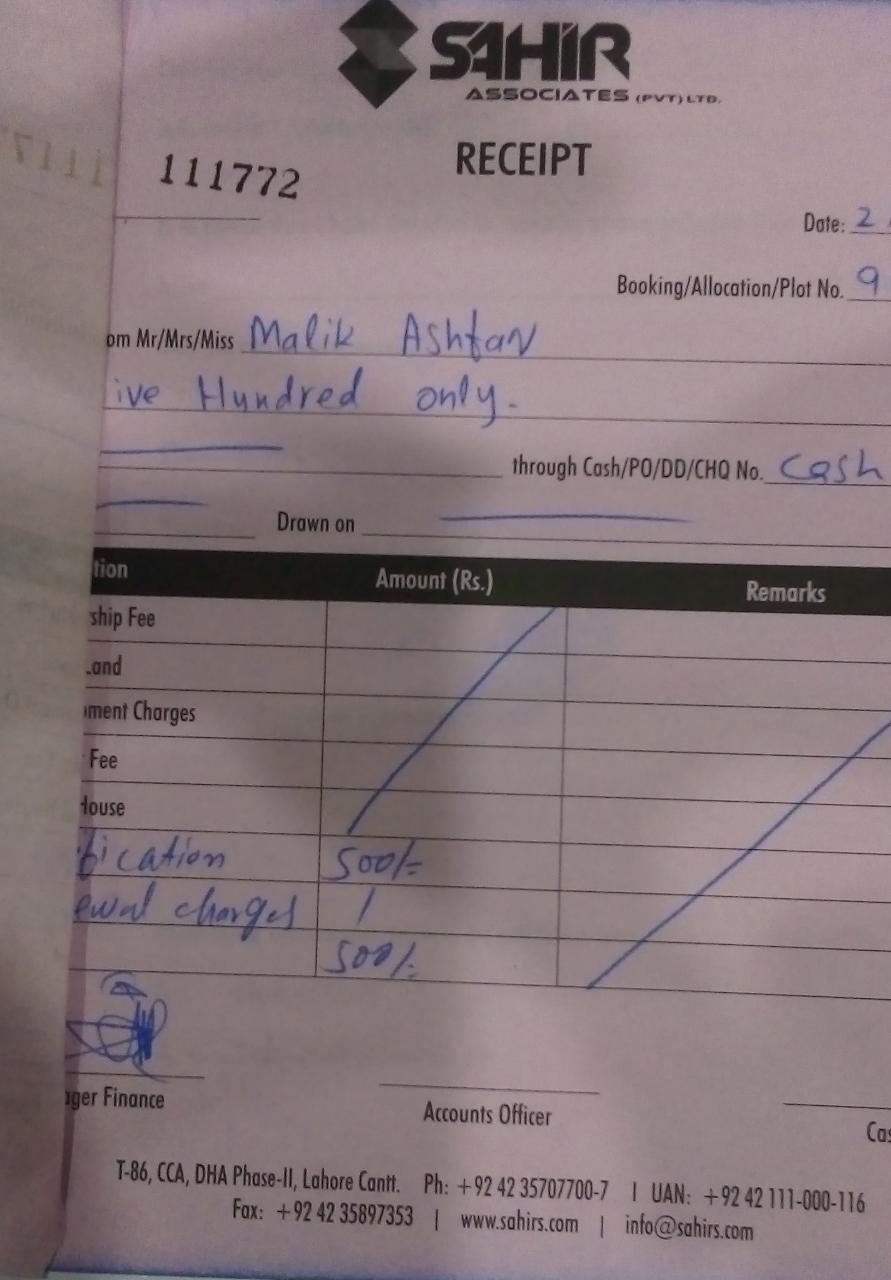 SAHIR
ASSOCIATES (PVT) LTD.
RECEIPT
111772
Date: 2
Booking/Allocation/Plot No. 9
om Mr/Mrs/Miss Malik Ashfaq
ive Hundred only.
through Cash/PO/DD/CHQ No. Cash
Drawn on
tion Amount (Rs.) Remarks
ship Fee
Land
ment Charges
Fee
House
fication 500/-
ewal charges /
500/-
ager Finance
Accounts Officer
Cas
T-86, CCA, DHA Phase-II, Lahore Cantt. Ph: +92 42 35707700-7 | UAN: +92 42 111-000-116
Fax: +92 42 35897353 | www.sahirs.com | info@sahirs.com